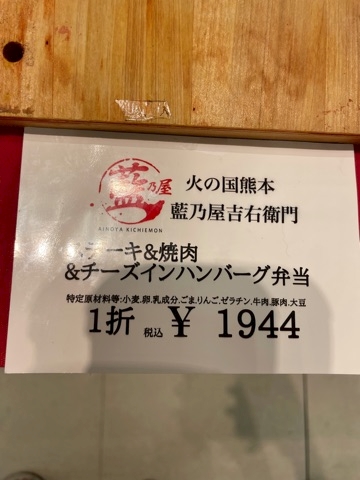 藍乃屋
AINOYA KICHIEMON
火の国熊本
藍乃屋吉右衛門
ステーキ&焼肉
&チーズインハンバーグ弁当
特定原材料等:小麦.卵.乳成分.ごま.りんご.ゼラチン.牛肉.豚肉.大豆
1折 税込 ¥ 1944